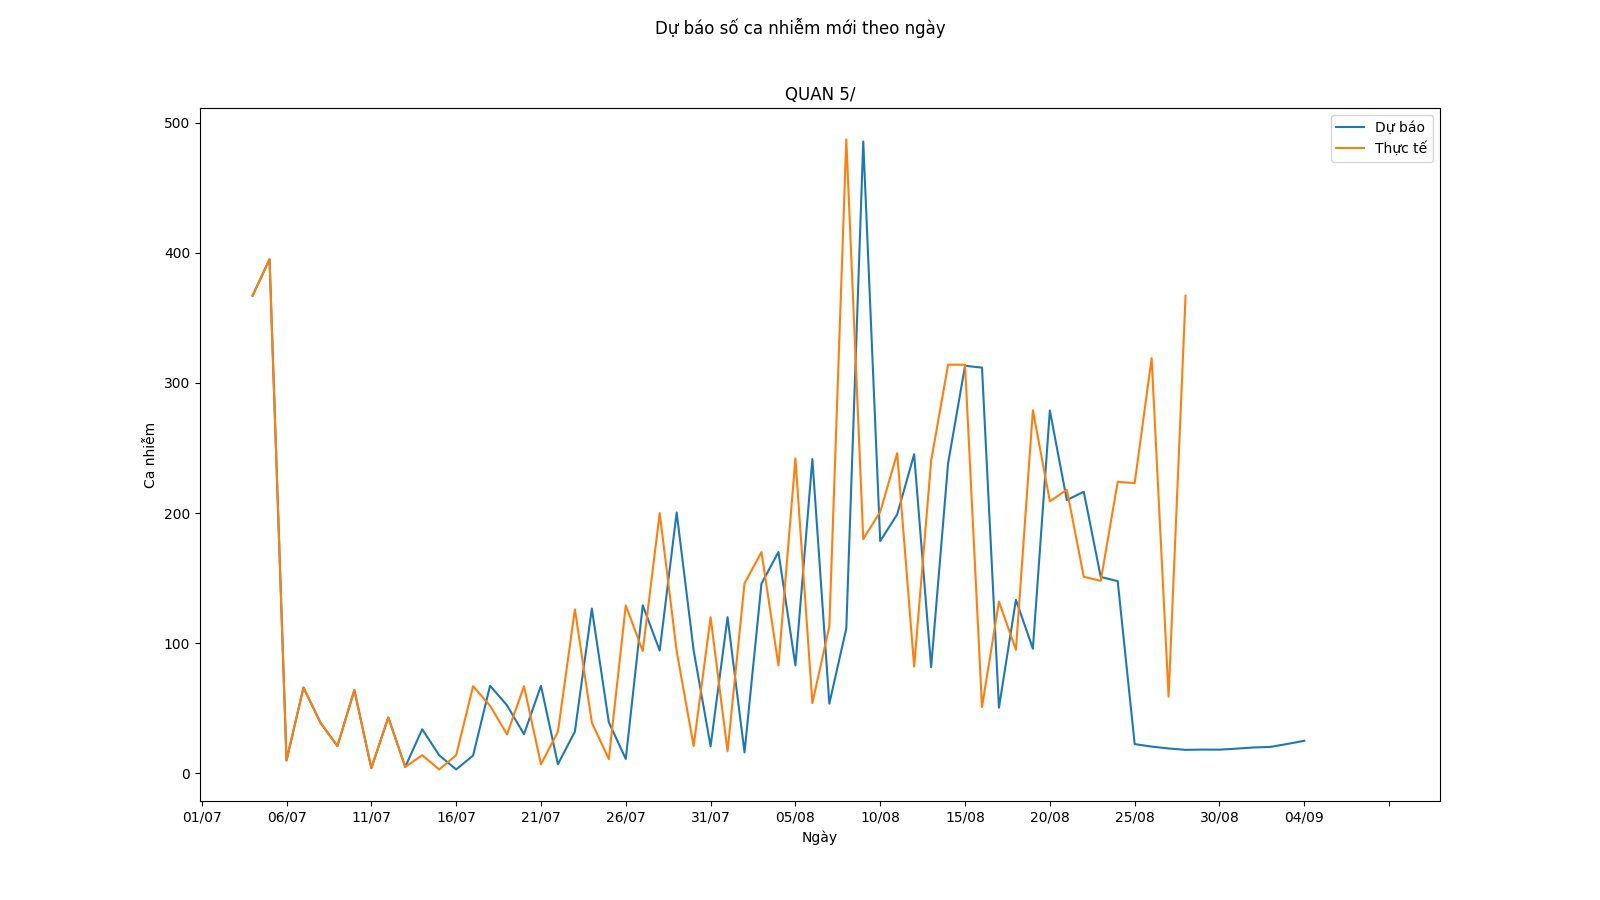 Dự báo số ca nhiễm mới theo ngày
QUAN 5/
Dự báo
Thực tế
500
400
300
200
100
0
Ca nhiễm
01/07 06/07 11/07 16/07 21/07 26/07 31/07 05/08 10/08 15/08 20/08 25/08 30/08 04/09
Ngày